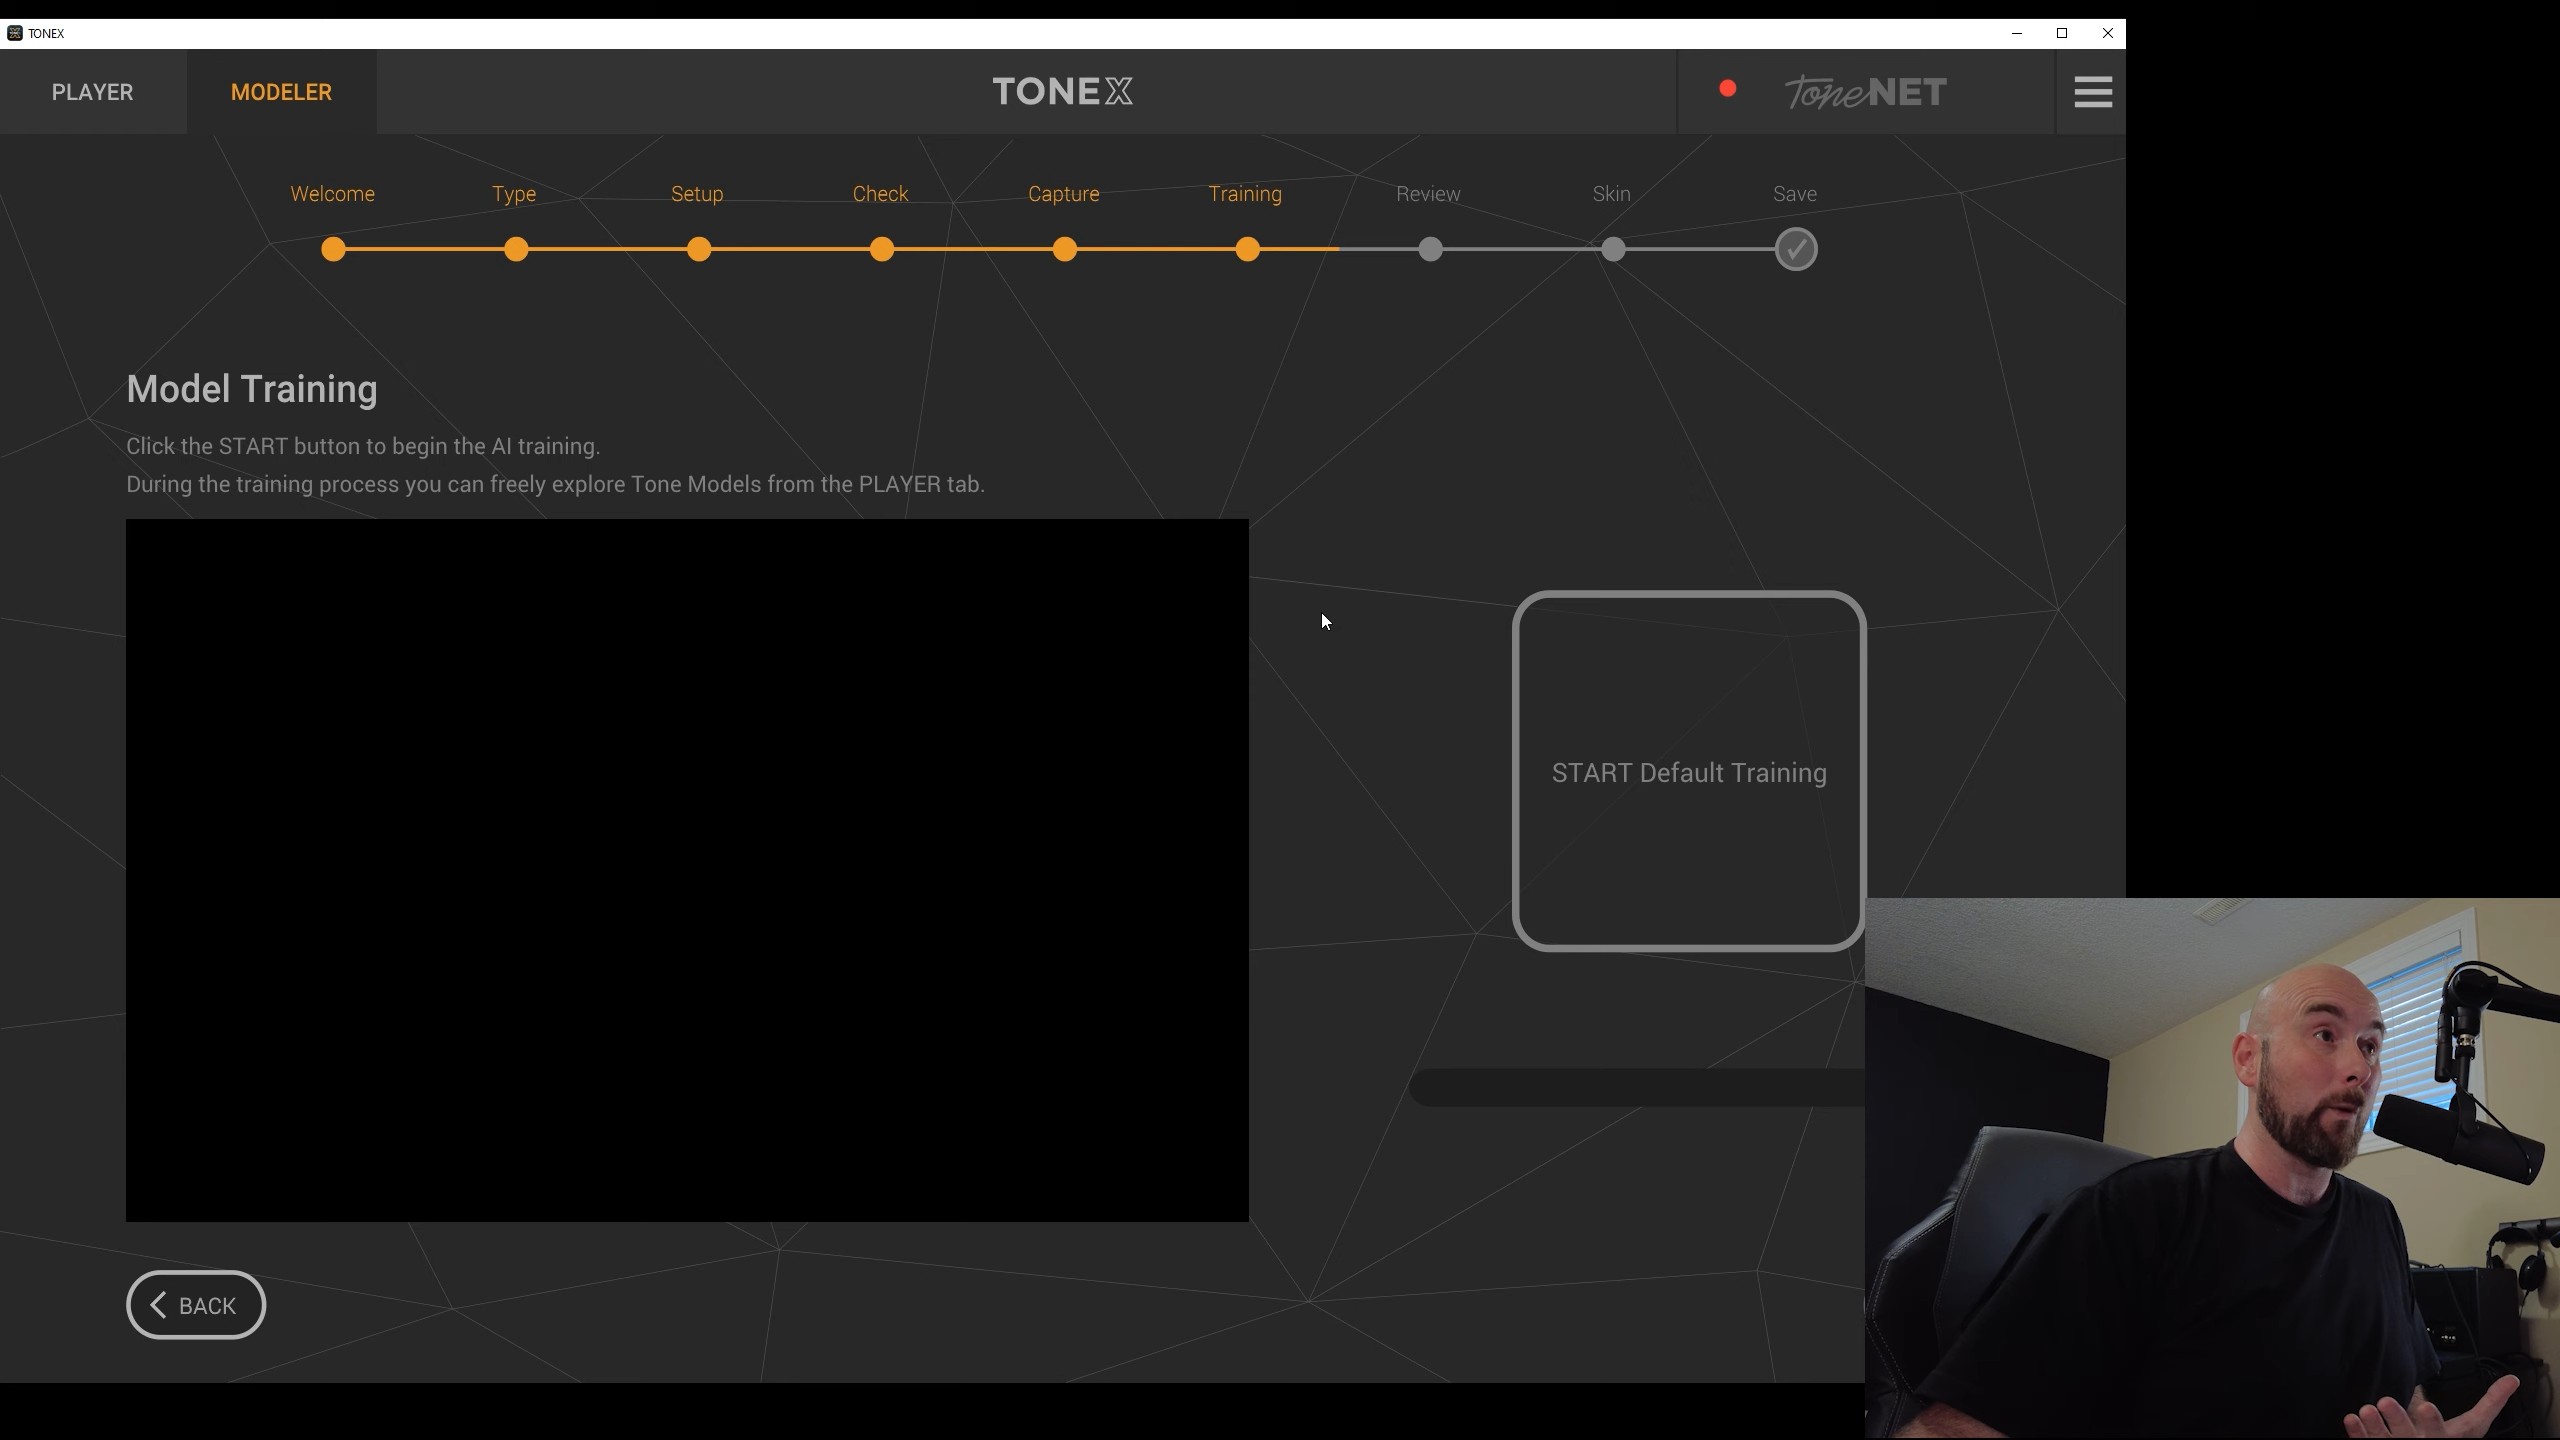 TONEX
PLAYER
MODELER
TONEX
ToneNET
Welcome
Type
Setup
Check
Capture
Training
Review
Skin
Save
Model Training
Click the START button to begin the AI training.
During the training process you can freely explore Tone Models from the PLAYER tab.
START Default Training
BACK